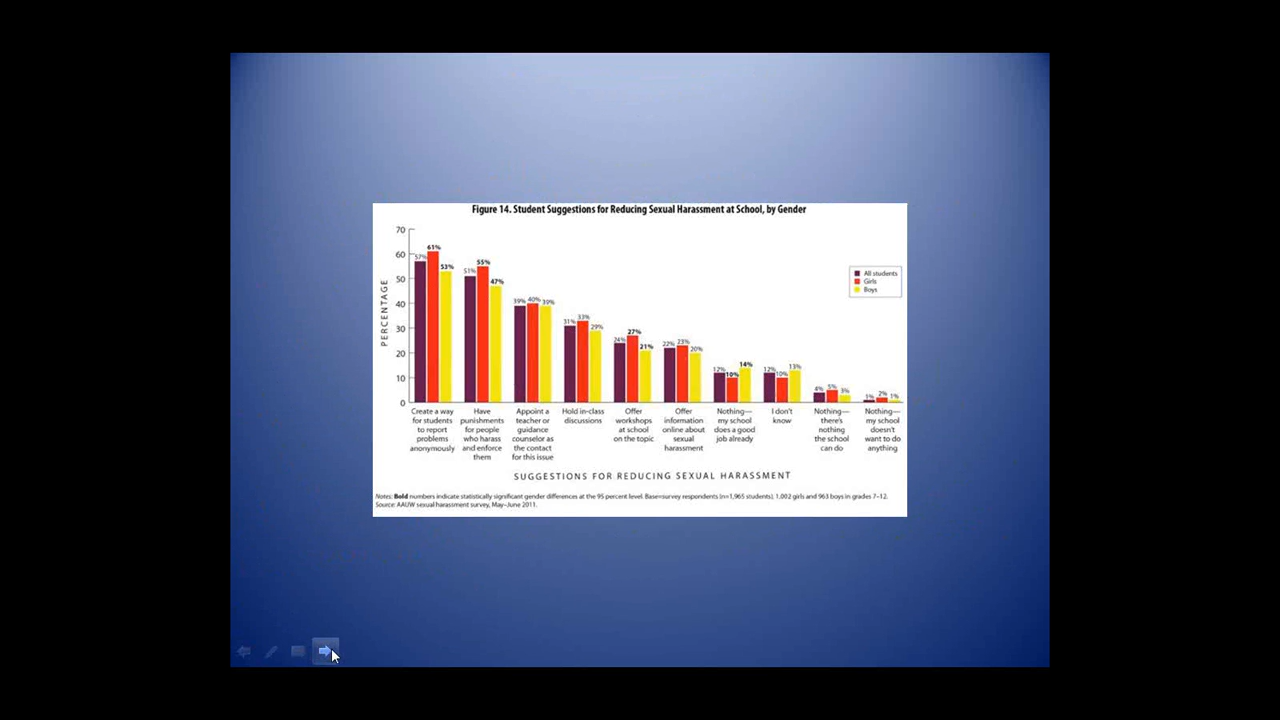 Figure 14. Student Suggestions for Reducing Sexual Harassment at School, by Gender
70
60
50
40
30
20
10
0
PERCENTAGE
57%
61%
53%
51%
55%
47%
39%
40%
39%
31%
33%
29%
24%
27%
21%
22%
23%
20%
12%
10%
14%
12%
10%
13%
4%
5%
3%
1%
2%
1%
All students
Girls
Boys
Create a way
for students
to report
problems
anonymously
Have
punishments
for people
who harass
and enforce
them
Appoint a
teacher or
guidance
counselor as
the contact
for this issue
Hold in-class
discussions
Offer
workshops
at school
on the topic
Offer
information
online about
sexual
harassment
Nothing—
my school
does a good
job already
I don't
know
Nothing—
there's
nothing
the school
can do
Nothing—
my school
doesn't
want to do
anything
SUGGESTIONS FOR REDUCING SEXUAL HARASSMENT
Notes: Bold numbers indicate statistically significant gender differences at the 95 percent level. Base=survey respondents (n=1,965 students), 1,002 girls and 963 boys in grades 7–12.
Source: AAUW sexual harassment survey, May–June 2011.